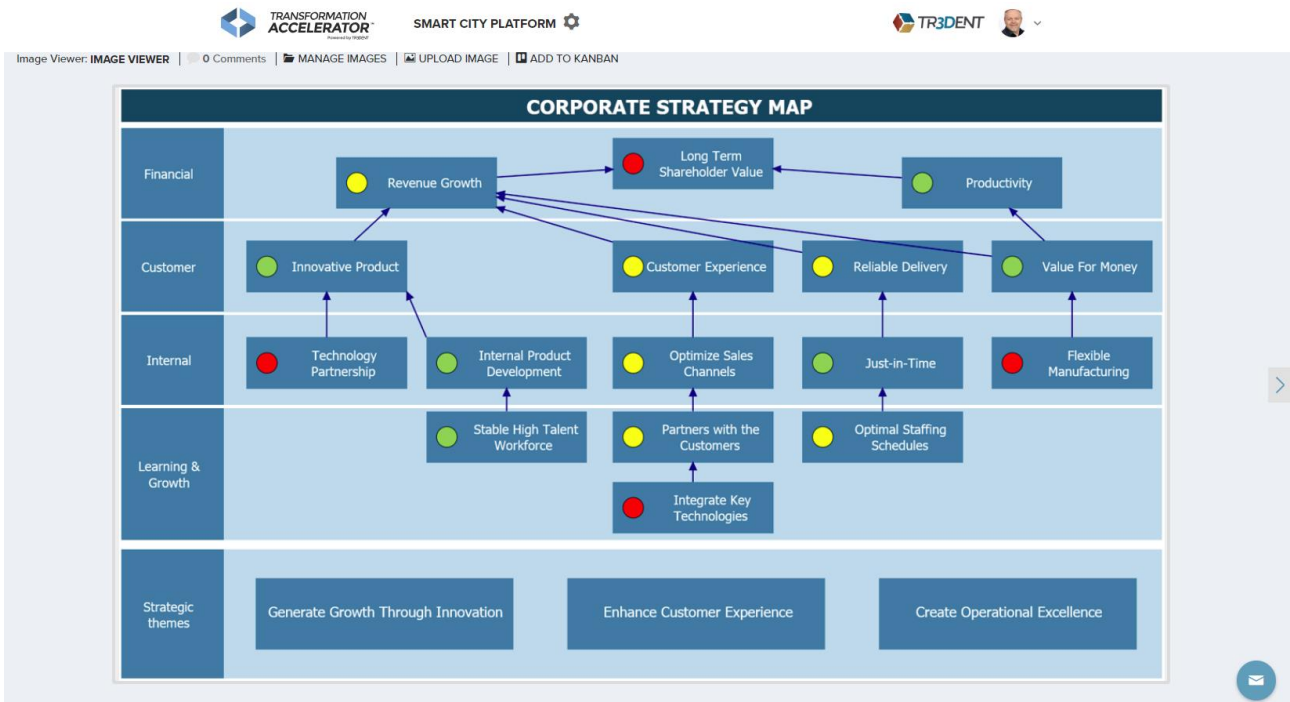 TRANSFORMATION
ACCELERATOR
Powered by TR3DENT
SMART CITY PLATFORM
TR3DENT
Image Viewer: IMAGE VIEWER
0 Comments
MANAGE IMAGES
UPLOAD IMAGE
ADD TO KANBAN
CORPORATE STRATEGY MAP
Financial
Revenue Growth
Long Term
Shareholder Value
Productivity
Customer
Innovative Product
Customer Experience
Reliable Delivery
Value For Money
Internal
Technology
Partnership
Internal Product
Development
Optimize Sales
Channels
Just-in-Time
Flexible
Manufacturing
Learning &
Growth
Stable High Talent
Workforce
Partners with the
Customers
Optimal Staffing
Schedules
Integrate Key
Technologies
Strategic
themes
Generate Growth Through Innovation
Enhance Customer Experience
Create Operational Excellence